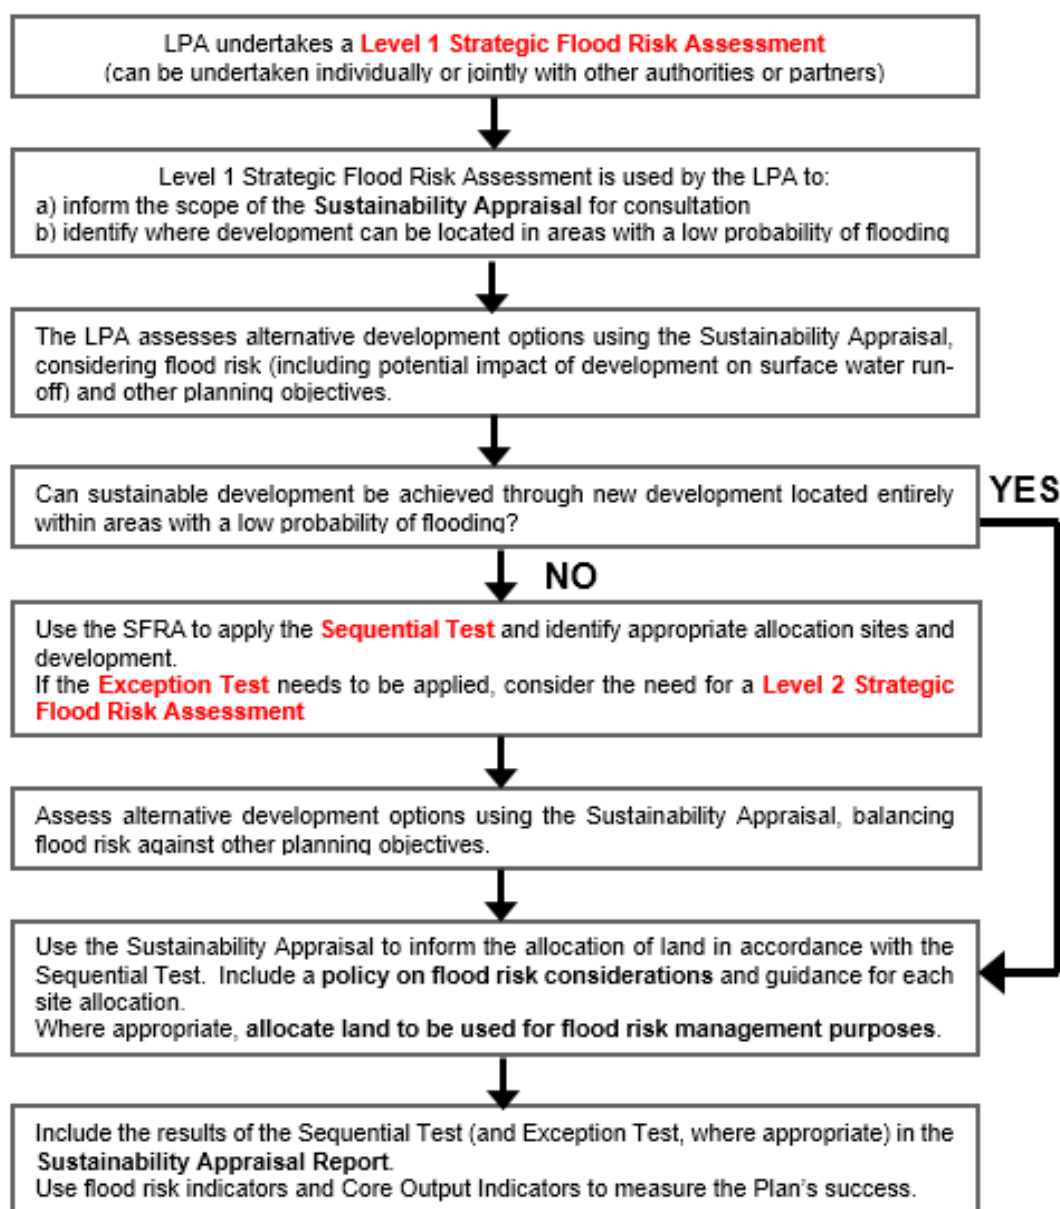 LPA undertakes a Level 1 Strategic Flood Risk Assessment
(can be undertaken individually or jointly with other authorities or partners)
Level 1 Strategic Flood Risk Assessment is used by the LPA to:
a) inform the scope of the Sustainability Appraisal for consultation
b) identify where development can be located in areas with a low probability of flooding
The LPA assesses alternative development options using the Sustainability Appraisal,
considering flood risk (including potential impact of development on surface water run-
off) and other planning objectives.
Can sustainable development be achieved through new development located entirely
within areas with a low probability of flooding?
YES
NO
Use the SFRA to apply the Sequential Test and identify appropriate allocation sites and
development.
If the Exception Test needs to be applied, consider the need for a Level 2 Strategic
Flood Risk Assessment
Assess alternative development options using the Sustainability Appraisal, balancing
flood risk against other planning objectives.
Use the Sustainability Appraisal to inform the allocation of land in accordance with the
Sequential Test. Include a policy on flood risk considerations and guidance for each
site allocation.
Where appropriate, allocate land to be used for flood risk management purposes.
Include the results of the Sequential Test (and Exception Test, where appropriate) in the
Sustainability Appraisal Report.
Use flood risk indicators and Core Output Indicators to measure the Plan's success.